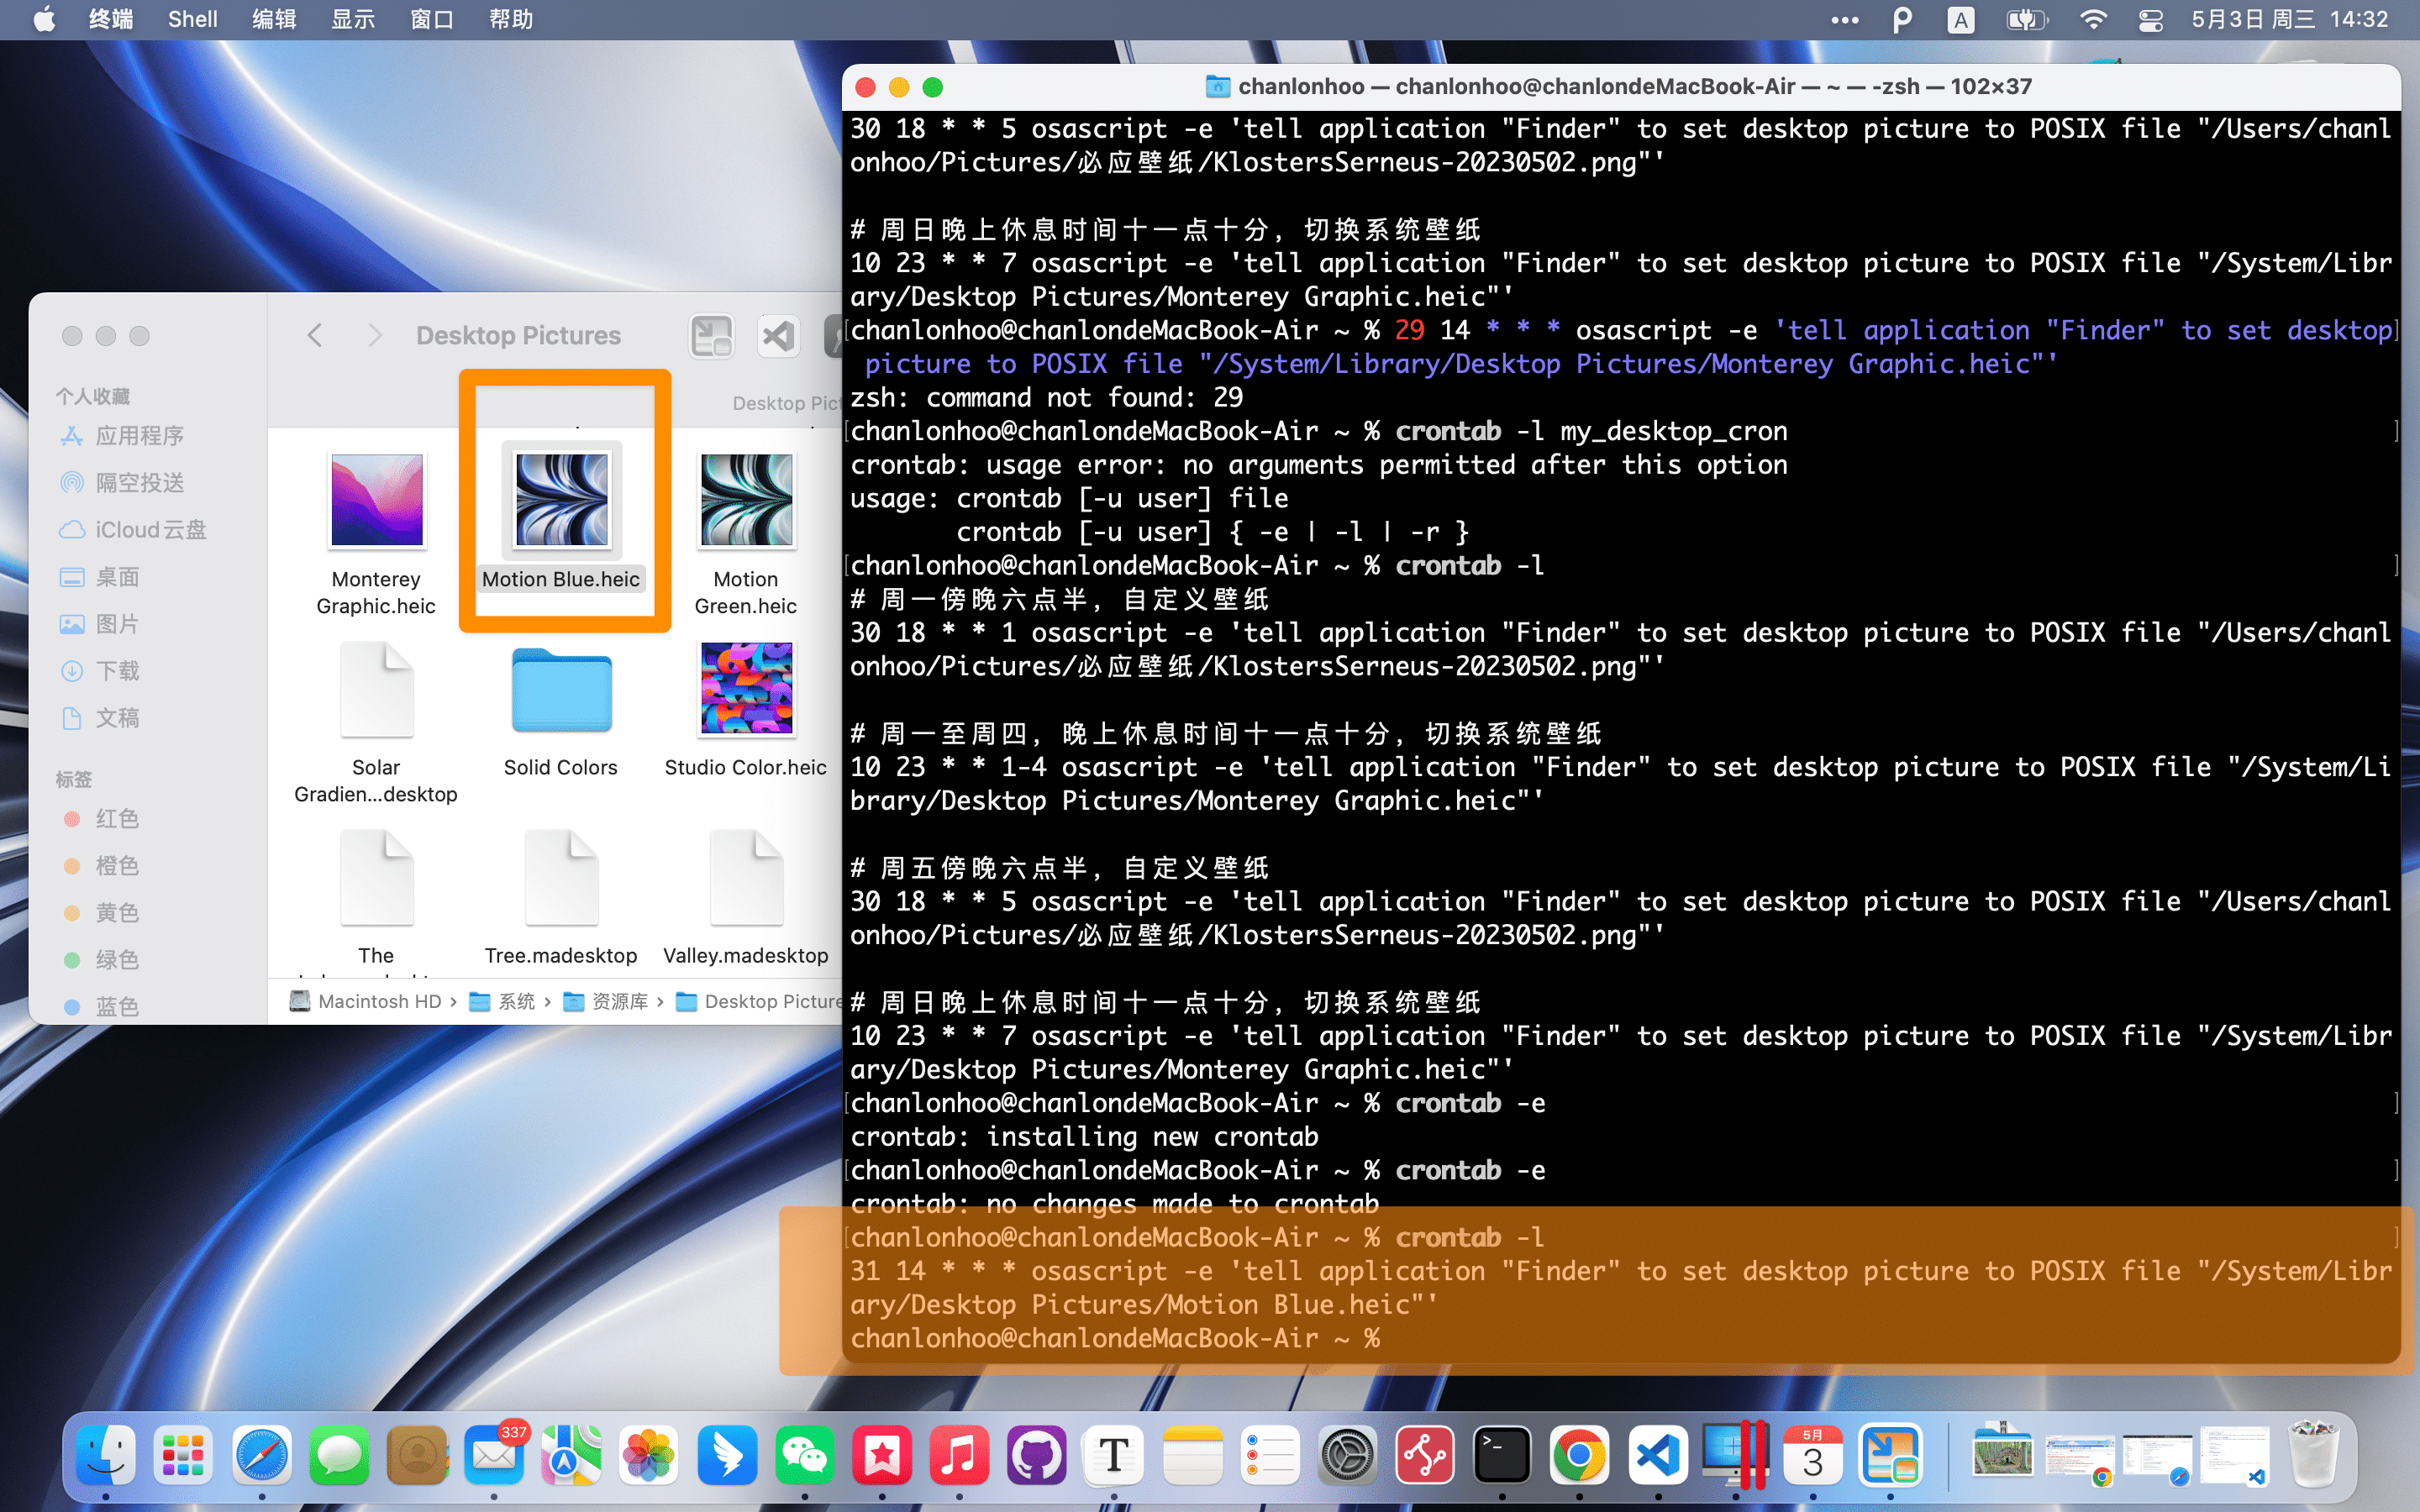 终端 Shell 编辑 显示 窗口 帮助
A 5月3日 周三 14:32
chanlonhoo — chanlonhoo@chanlondeMacBook-Air — ~ — -zsh — 102×37
30 18 * * 5 osascript -e 'tell application "Finder" to set desktop picture to POSIX file "/Users/chanl
onhoo/Pictures/必应壁纸/KlostersSerneus-20230502.png"'
# 周日晚上休息时间十一点十分，切换系统壁纸
10 23 * * 7 osascript -e 'tell application "Finder" to set desktop picture to POSIX file "/System/Libr
ary/Desktop Pictures/Monterey Graphic.heic"'
[chanlonhoo@chanlondeMacBook-Air ~ % 29 14 * * * osascript -e 'tell application "Finder" to set desktop]
picture to POSIX file "/System/Library/Desktop Pictures/Monterey Graphic.heic"'
zsh: command not found: 29
[chanlonhoo@chanlondeMacBook-Air ~ % crontab -l my_desktop_cron ]
crontab: usage error: no arguments permitted after this option
usage: crontab [-u user] file
crontab [-u user] { -e | -l | -r }
[chanlonhoo@chanlondeMacBook-Air ~ % crontab -l ]
# 周一傍晚六点半，自定义壁纸
30 18 * * 1 osascript -e 'tell application "Finder" to set desktop picture to POSIX file "/Users/chanl
onhoo/Pictures/必应壁纸/KlostersSerneus-20230502.png"'
# 周一至周四，晚上休息时间十一点十分，切换系统壁纸
10 23 * * 1-4 osascript -e 'tell application "Finder" to set desktop picture to POSIX file "/System/Li
brary/Desktop Pictures/Monterey Graphic.heic"'
# 周五傍晚六点半，自定义壁纸
30 18 * * 5 osascript -e 'tell application "Finder" to set desktop picture to POSIX file "/Users/chanl
onhoo/Pictures/必应壁纸/KlostersSerneus-20230502.png"'
# 周日晚上休息时间十一点十分，切换系统壁纸
10 23 * * 7 osascript -e 'tell application "Finder" to set desktop picture to POSIX file "/System/Libr
ary/Desktop Pictures/Monterey Graphic.heic"'
[chanlonhoo@chanlondeMacBook-Air ~ % crontab -e ]
crontab: installing new crontab
[chanlonhoo@chanlondeMacBook-Air ~ % crontab -e ]
crontab: no changes made to crontab
[chanlonhoo@chanlondeMacBook-Air ~ % crontab -l ]
31 14 * * * osascript -e 'tell application "Finder" to set desktop picture to POSIX file "/System/Libr
ary/Desktop Pictures/Motion Blue.heic"'
chanlonhoo@chanlondeMacBook-Air ~ %
Desktop Pictures
Desktop Pict
个人收藏
应用程序
隔空投送
iCloud云盘
桌面
图片
下载
文稿
标签
红色
橙色
黄色
绿色
蓝色
Monterey
Graphic.heic
Motion Blue.heic
Motion
Green.heic
Solar
Gradien...desktop
Solid Colors
Studio Color.heic
The
Tree.madesktop
Valley.madesktop
Macintosh HD › 系统 › 资源库 › Desktop Picture
337
T
>_
5月
3